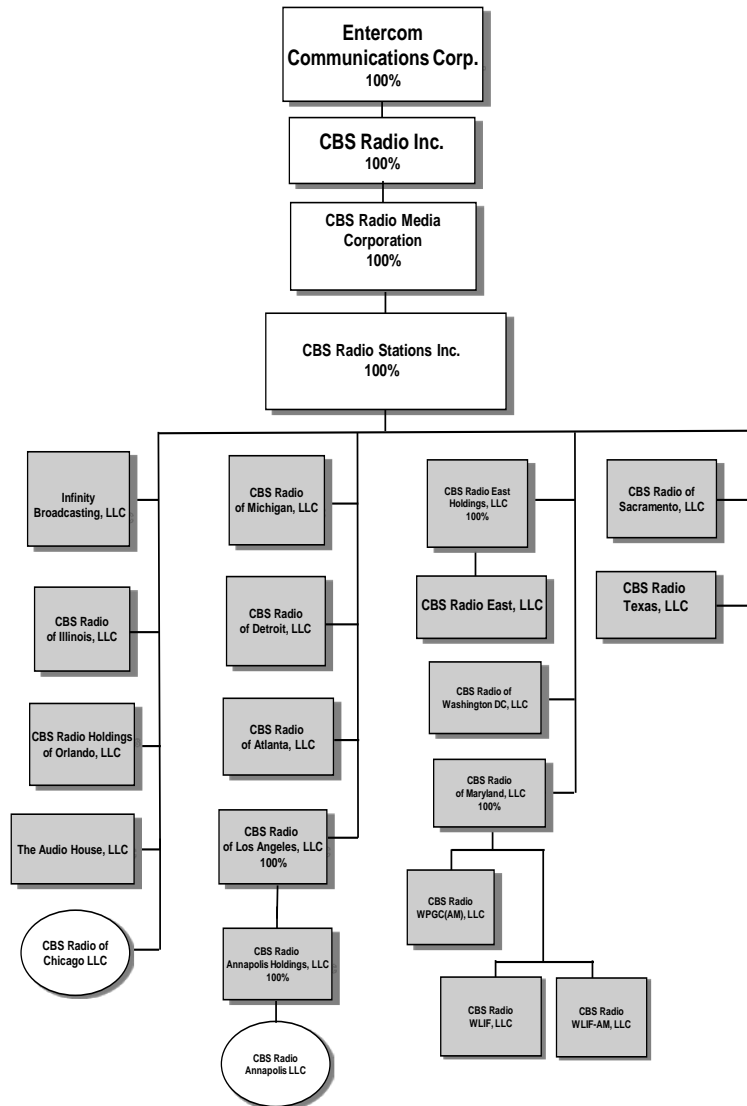 Entercom
Communications Corp.
100%
CBS Radio Inc.
100%
CBS Radio Media
Corporation
100%
CBS Radio Stations Inc.
100%
Infinity
Broadcasting, LLC
CBS Radio
of Illinois, LLC
CBS Radio Holdings
of Orlando, LLC
The Audio House, LLC
CBS Radio of
Chicago LLC
CBS Radio
of Michigan, LLC
CBS Radio
of Detroit, LLC
CBS Radio
of Atlanta, LLC
CBS Radio
of Los Angeles, LLC
100%
CBS Radio
Annapolis Holdings, LLC
100%
CBS Radio
Annapolis LLC
CBS Radio East
Holdings, LLC
100%
CBS Radio East, LLC
CBS Radio of
Washington DC, LLC
CBS Radio
of Maryland, LLC
100%
CBS Radio
WPGC(AM), LLC
CBS Radio
WLIF, LLC
CBS Radio
WLIF-AM, LLC
CBS Radio of
Sacramento, LLC
CBS Radio
Texas, LLC